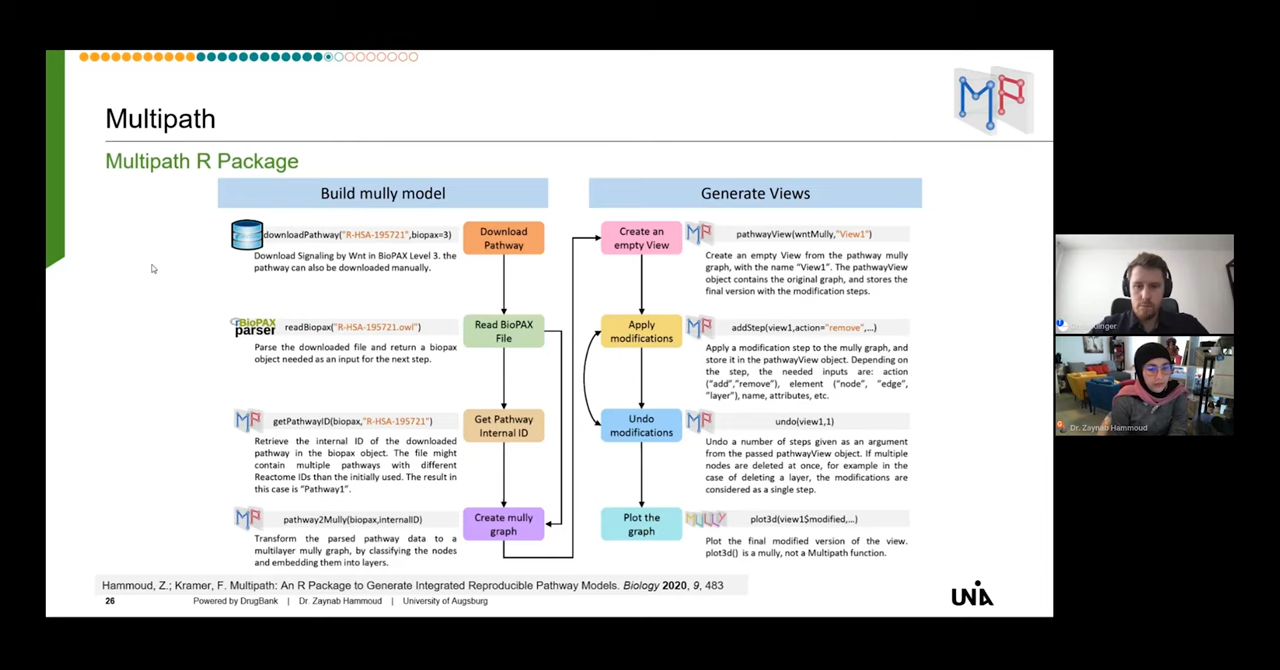 MP
Multipath
Multipath R Package
Build mully model
downloadPathway("R-HSA-195721",biopax=3)
Download
Pathway
Download Signaling by Wnt in BioPAX Level 3. the
pathway can also be downloaded manually.
rBioPAX
parser
readBiopax("R-HSA-195721.owl")
Read BioPAX
File
Parse the downloaded file and return a biopax
object needed as an input for the next step.
MP
getPathwayID(biopax,"R-HSA-195721")
Get Pathway
Internal ID
Retrieve the internal ID of the downloaded
pathway in the biopax object. The file might
contain multiple pathways with different
Reactome IDs than the initially used. The result in
this case is "Pathway1".
MP
pathway2Mully(biopax,internalID)
Create mully
graph
Transform the parsed pathway data to a
multilayer mully graph, by classifying the nodes
and embedding them into layers.
Generate Views
Create an
empty View
MP
pathwayView(wntMully,"View1")
Create an empty View from the pathway mully
graph, with the name "View1". The pathwayView
object contains the original graph, and stores the
final version with the modification steps.
Apply
modifications
MP
addStep(view1,action="remove",...)
Apply a modification step to the mully graph, and
store it in the pathwayView object. Depending on
the step, the needed inputs are: action
("add","remove"), element ("node", "edge",
"layer"), name, attributes, etc.
Undo
modifications
MP
undo(view1,1)
Undo a number of steps given as an argument
from the passed pathwayView object. If multiple
nodes are deleted at once, for example in the
case of deleting a layer, the modifications are
considered as a single step.
Plot the
graph
MULLY
plot3d(view1$modified,...)
Plot the final modified version of the view.
plot3d() is a mully, not a Multipath function.
Hammoud, Z.; Kramer, F. Multipath: An R Package to Generate Integrated Reproducible Pathway Models. Biology 2020, 9, 483
26 Powered by DrugBank | Dr. Zaynab Hammoud | University of Augsburg
UNIA
Dr. Zaynab Hammoud